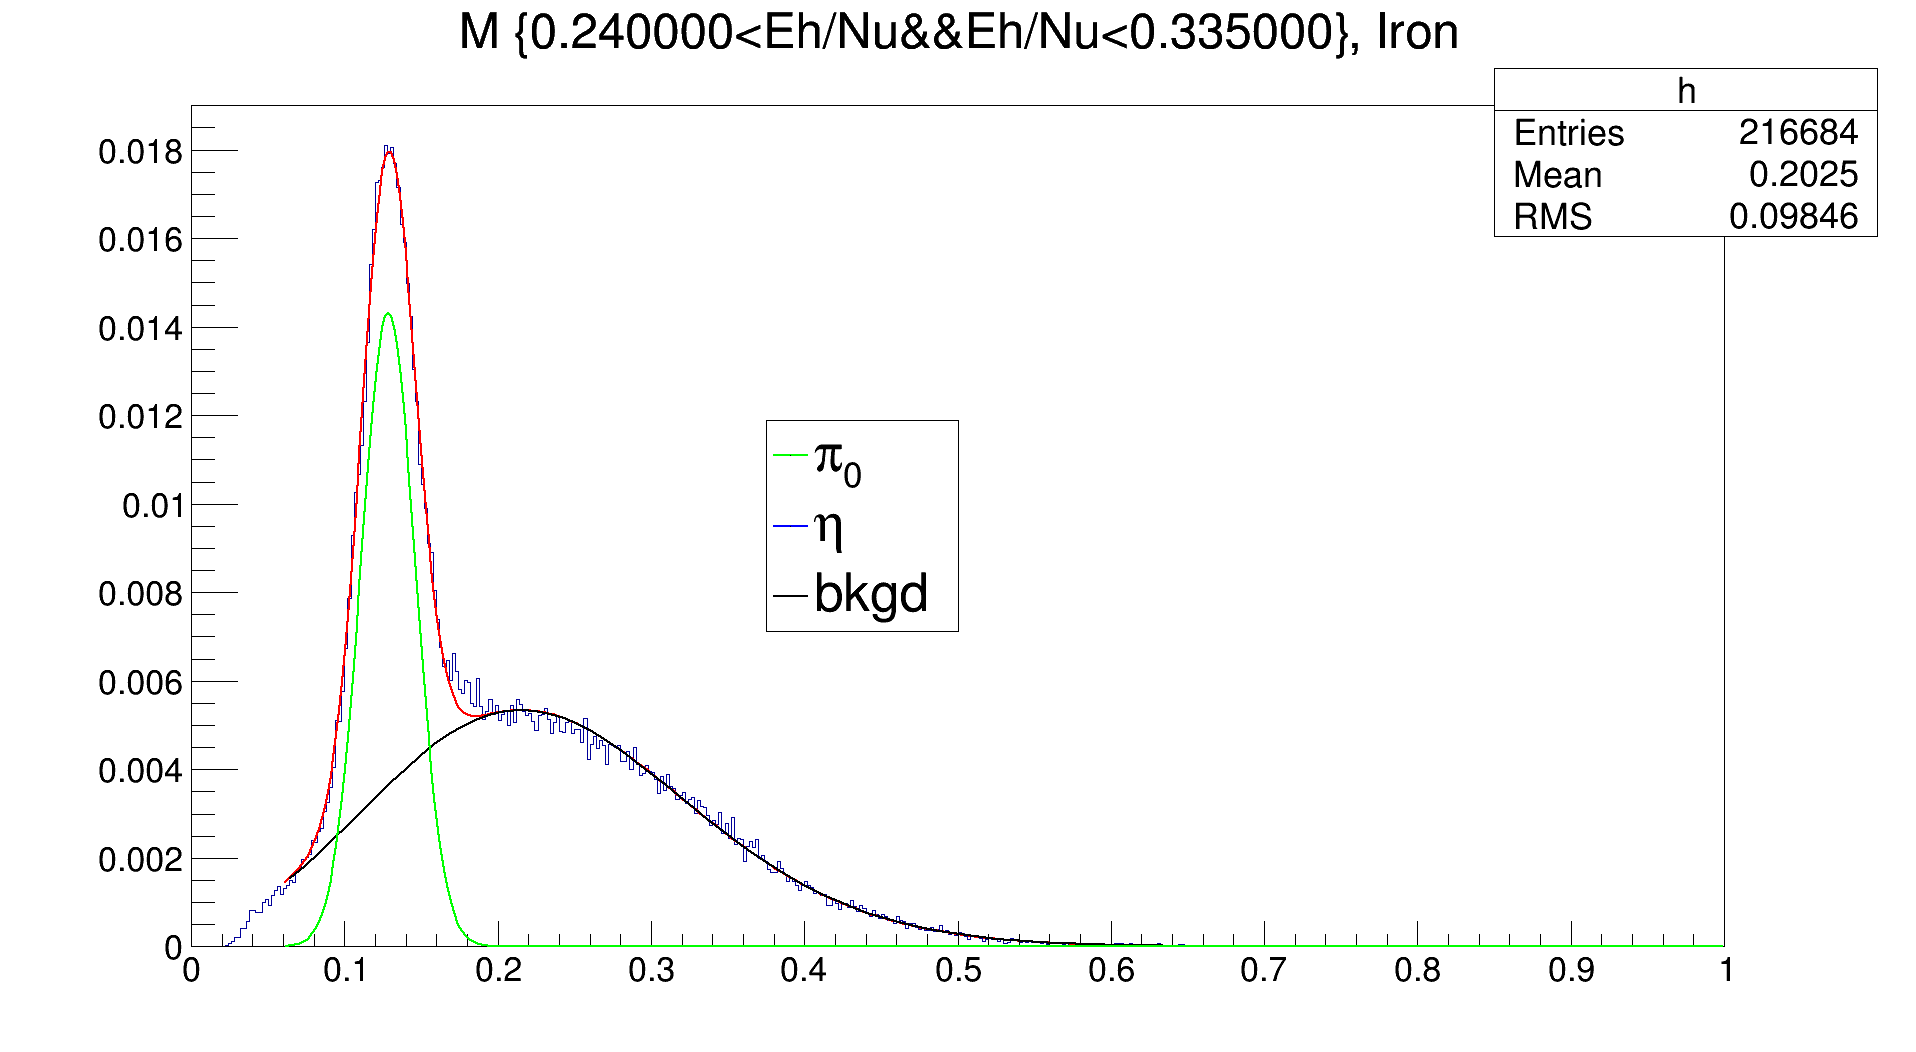 M {0.240000<Eh/Nu&&Eh/Nu<0.335000}, Iron
h
Entries 216684
Mean 0.2025
RMS 0.09846
0.018
0.016
0.014
0.012
0.01
0.008
0.006
0.004
0.002
0
π0
η
bkgd
0 0.1 0.2 0.3 0.4 0.5 0.6 0.7 0.8 0.9 1